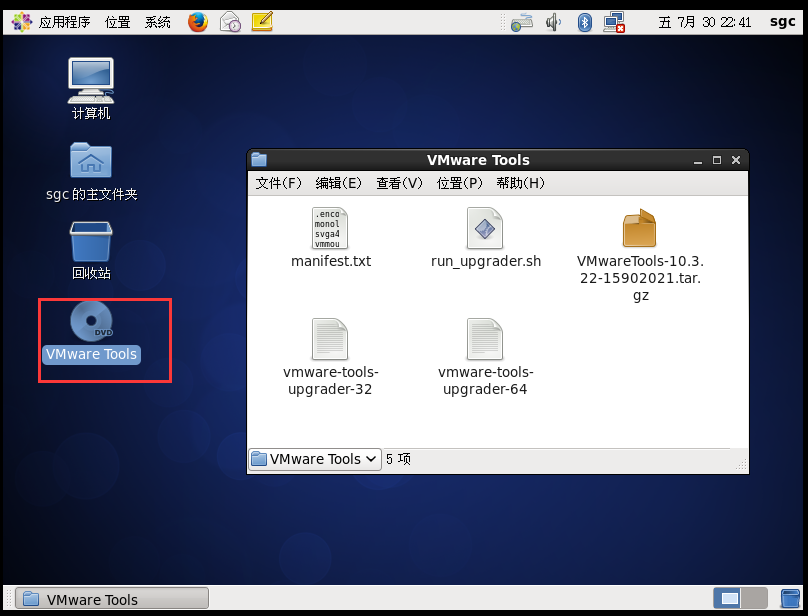 应用程序 位置 系统 五 7月 30 22:41 sgc
计算机
sgc 的主文件夹
回收站
DVD
VMware Tools
VMware Tools
文件(F) 编辑(E) 查看(V) 位置(P) 帮助(H)
.enco
monol
svga4
vmmou
manifest.txt
run_upgrader.sh
VMwareTools-10.3.
22-15902021.tar.
gz
vmware-tools-
upgrader-32
vmware-tools-
upgrader-64
VMware Tools 5 项
VMware Tools